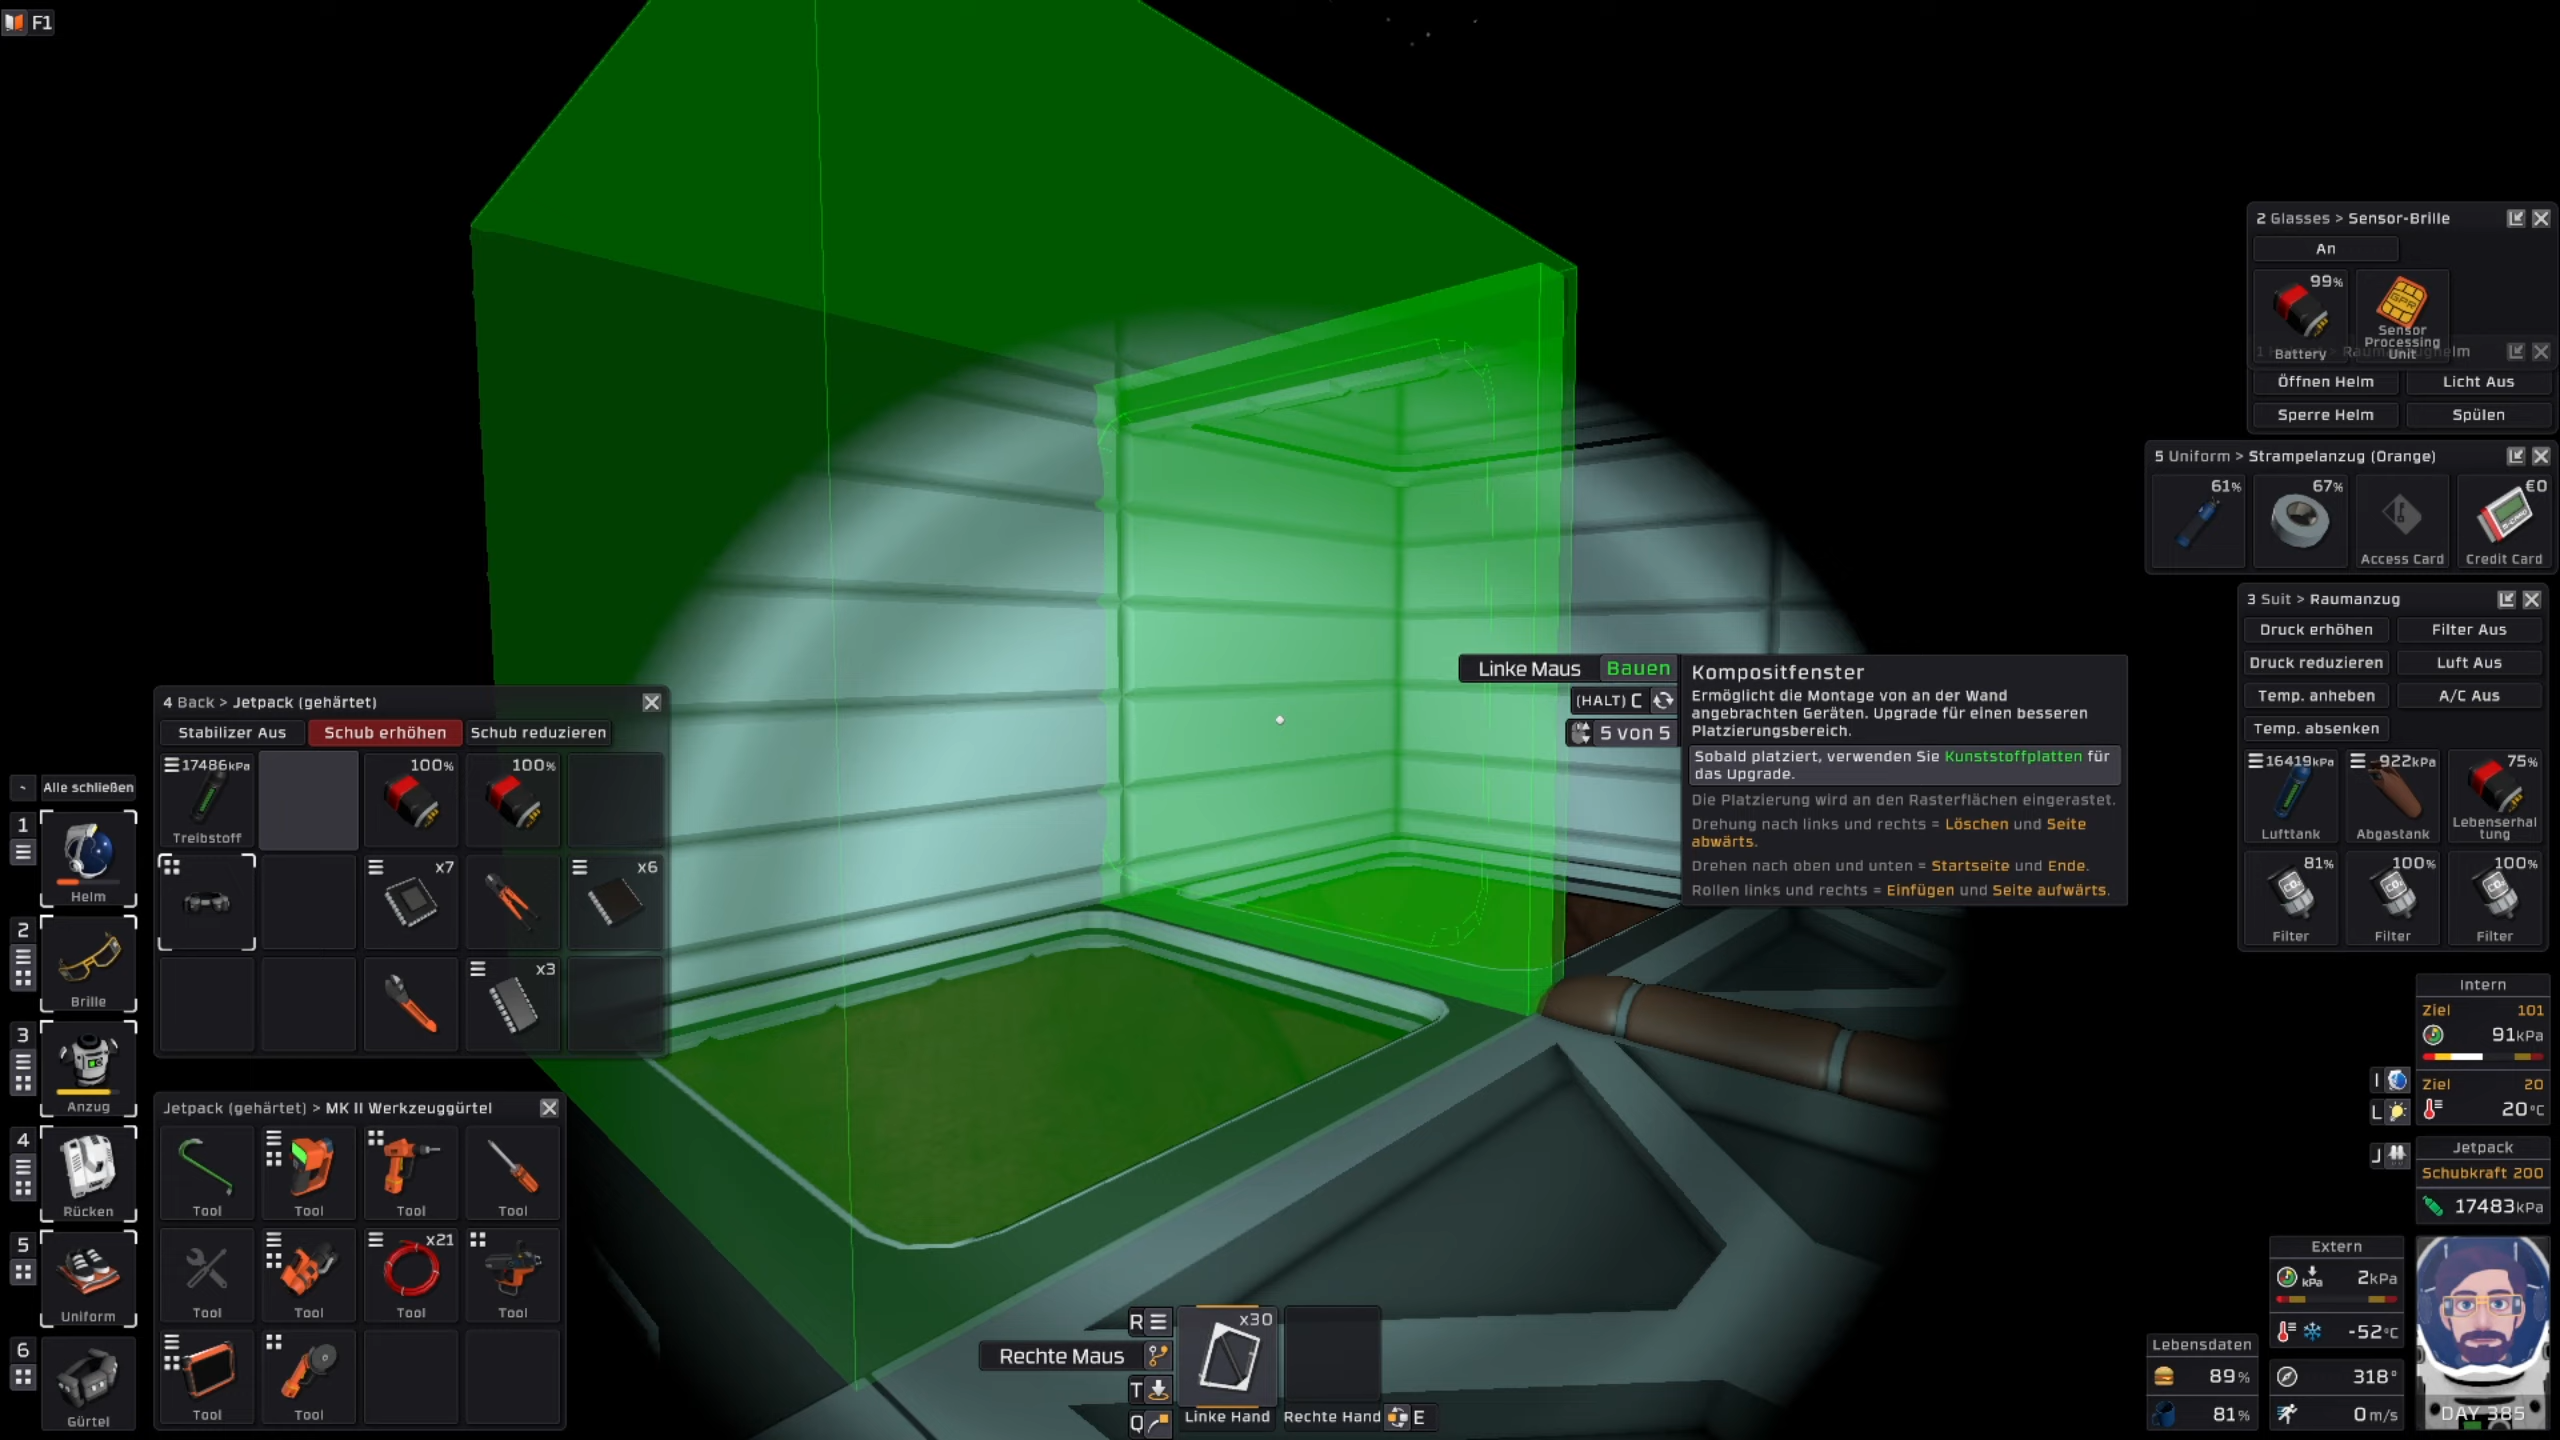 F1
2 Glasses > Sensor-Brille
An
99%
Battery
GPR
Sensor
Processing
Unit
Öffnen Helm
Licht Aus
Sperre Helm
Spülen
5 Uniform > Strampelanzug (Orange)
61%
67%
€0
Access Card
Credit Card
3 Suit > Raumanzug
Druck erhöhen
Filter Aus
Druck reduzieren
Luft Aus
Temp. anheben
A/C Aus
Temp. absenken
16419kPa
Lufttank
922kPa
Abgastank
75%
Lebenserhal
tung
81%
Filter
100%
Filter
100%
Filter
Linke Maus
Bauen
(HALT) C
5 von 5
Kompositfenster
Ermöglicht die Montage von an der Wand
angebrachten Geräten. Upgrade für einen besseren
Platzierungsbereich.
Sobald platziert, verwenden Sie Kunststoffplatten für
das Upgrade.
Die Platzierung wird an den Rasterflächen eingerastet.
Drehung nach links und rechts = Löschen und Seite
abwärts.
Drehen nach oben und unten = Startseite und Ende.
Rollen links und rechts = Einfügen und Seite aufwärts.
4 Back > Jetpack (gehärtet)
Stabilizer Aus
Schub erhöhen
Schub reduzieren
17486kPa
Treibstoff
100%
100%
x7
x6
x3
Jetpack (gehärtet) > MK II Werkzeuggürtel
Tool
Tool
Tool
Tool
Tool
Tool
x21
Tool
Tool
Tool
Tool
~
Alle schließen
1
Helm
2
Brille
3
Anzug
4
Rücken
5
Uniform
6
Gürtel
R
Rechte Maus
T
Q
x30
Linke Hand
Rechte Hand
E
Intern
Ziel 101
91kPa
Ziel 20
20°C
I
L
J
Jetpack
Schubkraft 200
17483kPa
Extern
kPa
2kPa
-52°C
318°
0m/s
Lebensdaten
89%
81%
DAY 385